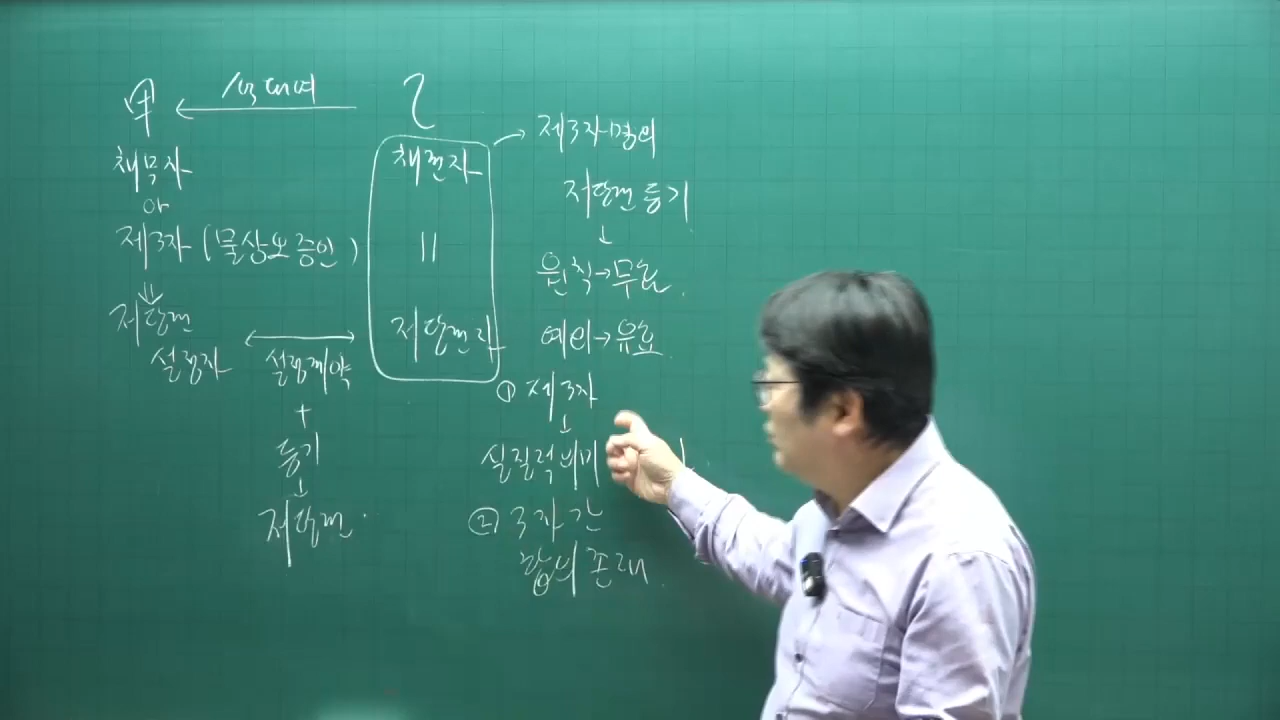 甲 ← 1억 대여 乙
채무자
or
제3자 (물상보증인)
⇓
저당권
설정자
↔
설정계약
+
등기
↓
저당권.
채권자
||
저당권자
→ 제3자 명의
저당권 등기
↓
원칙→무효.
예외→유효.
① 제3자
↓
실질적
② 3자간
합의 존재.